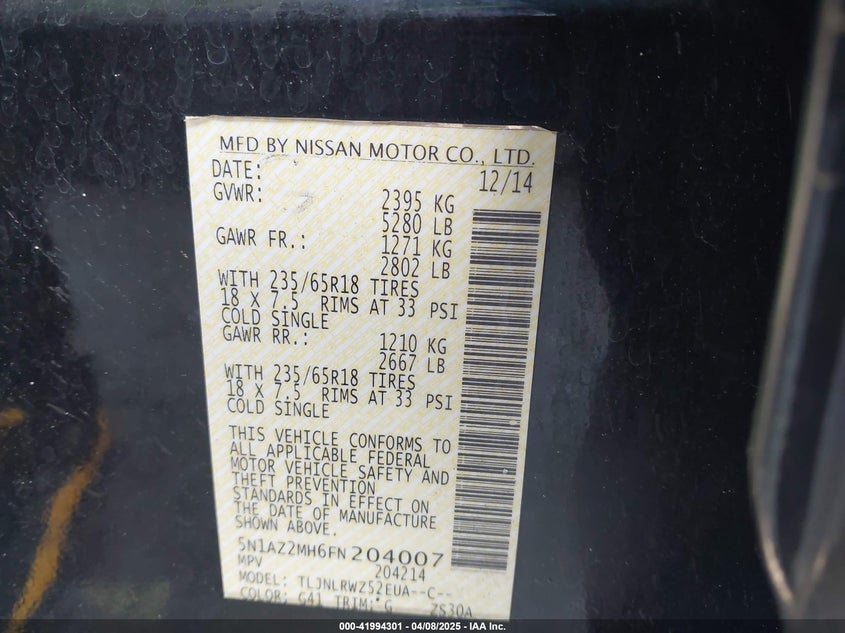 MFD BY NISSAN MOTOR CO., LTD.
DATE: 12/14
GVWR: 2395 KG
5280 LB
GAWR FR.: 1271 KG
2802 LB
WITH 235/65R18 TIRES
18 X 7.5 RIMS AT 33 PSI
COLD SINGLE
GAWR RR.: 1210 KG
2667 LB
WITH 235/65R18 TIRES
18 X 7.5 RIMS AT 33 PSI
COLD SINGLE
THIS VEHICLE CONFORMS TO
ALL APPLICABLE FEDERAL
MOTOR VEHICLE SAFETY AND
THEFT PREVENTION
STANDARDS IN EFFECT ON
THE DATE OF MANUFACTURE
SHOWN ABOVE.
5N1AZ2MH6FN204007
MPV 204214
MODEL: TLJNLRWZ52EUA--C--
COLOR: G41 TRIM: G ZS30A
000-41994301 - 04/08/2025 - IAA Inc.